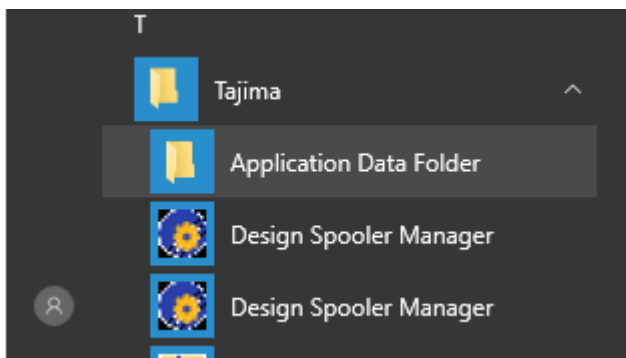 T
Tajima
Application Data Folder
Design Spooler Manager
Design Spooler Manager